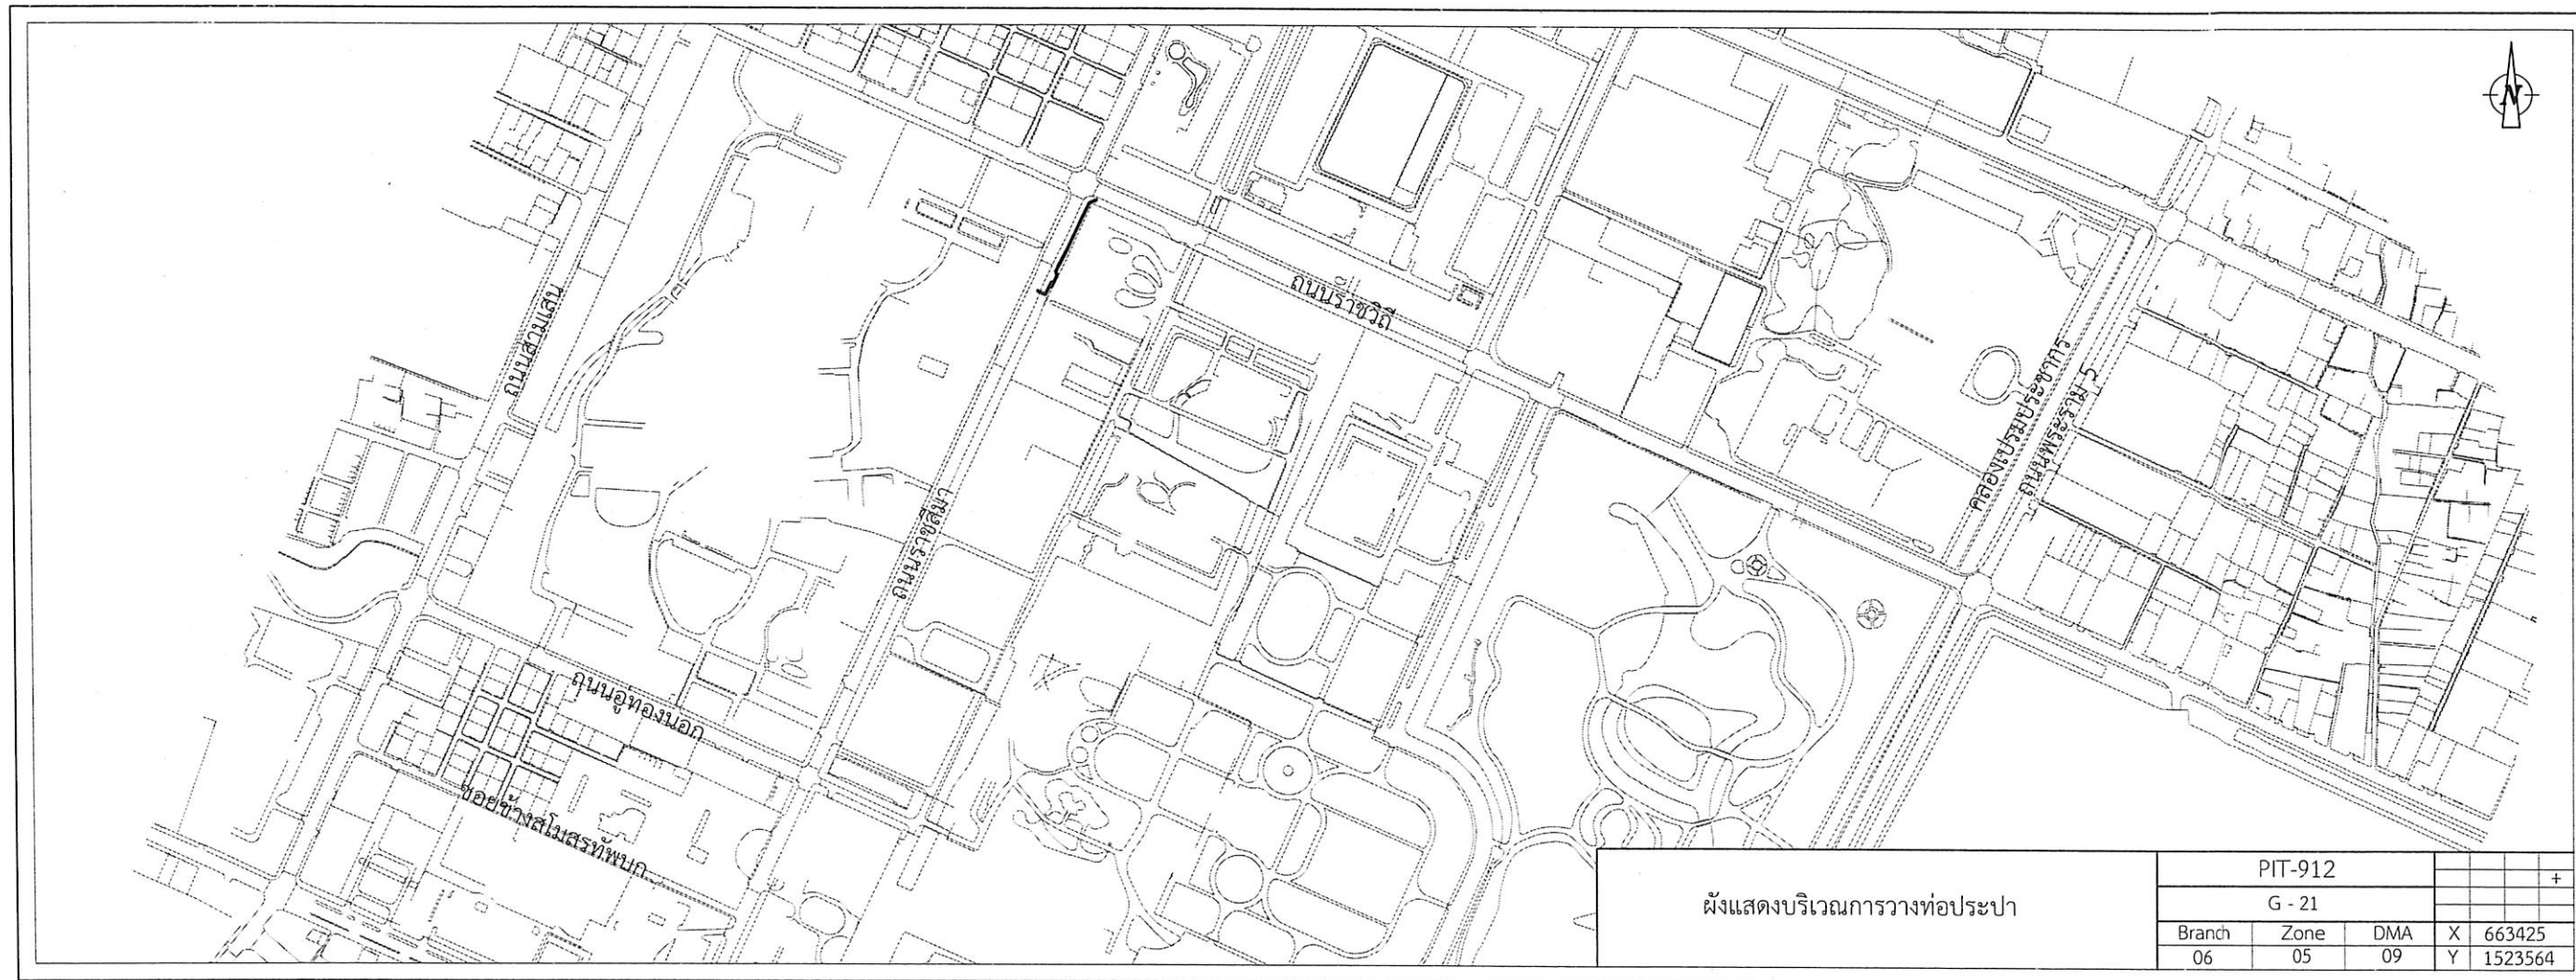 N
ถนนสามเสน
ถนนราชวิถี
คลองเปรมประชากร
ถนนพระราม 5
ถนนราชสีมา
ถนนอู่ทองนอก
ซอยข้างสโมสรทัพบก
ผังแสดงบริเวณการวางท่อประปา
PIT-912
G - 21
+
Branch Zone DMA X 663425
06 05 09 Y 1523564